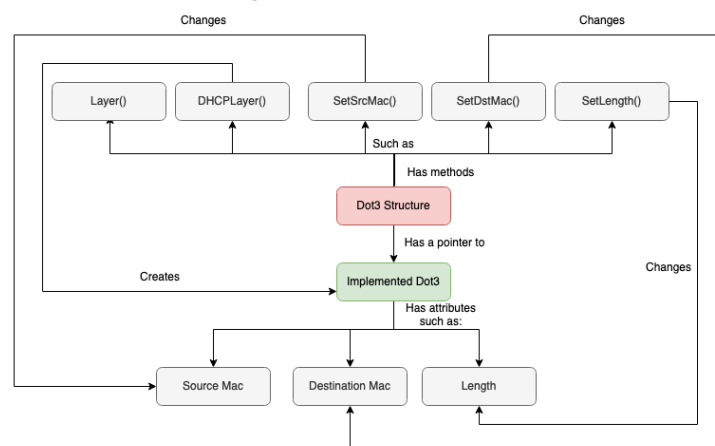 Changes
Changes
Layer()
DHCPLayer()
SetSrcMac()
SetDstMac()
SetLength()
Such as
Has methods
Dot3 Structure
Has a pointer to
Creates
Implemented Dot3
Changes
Has attributes
such as:
Source Mac
Destination Mac
Length